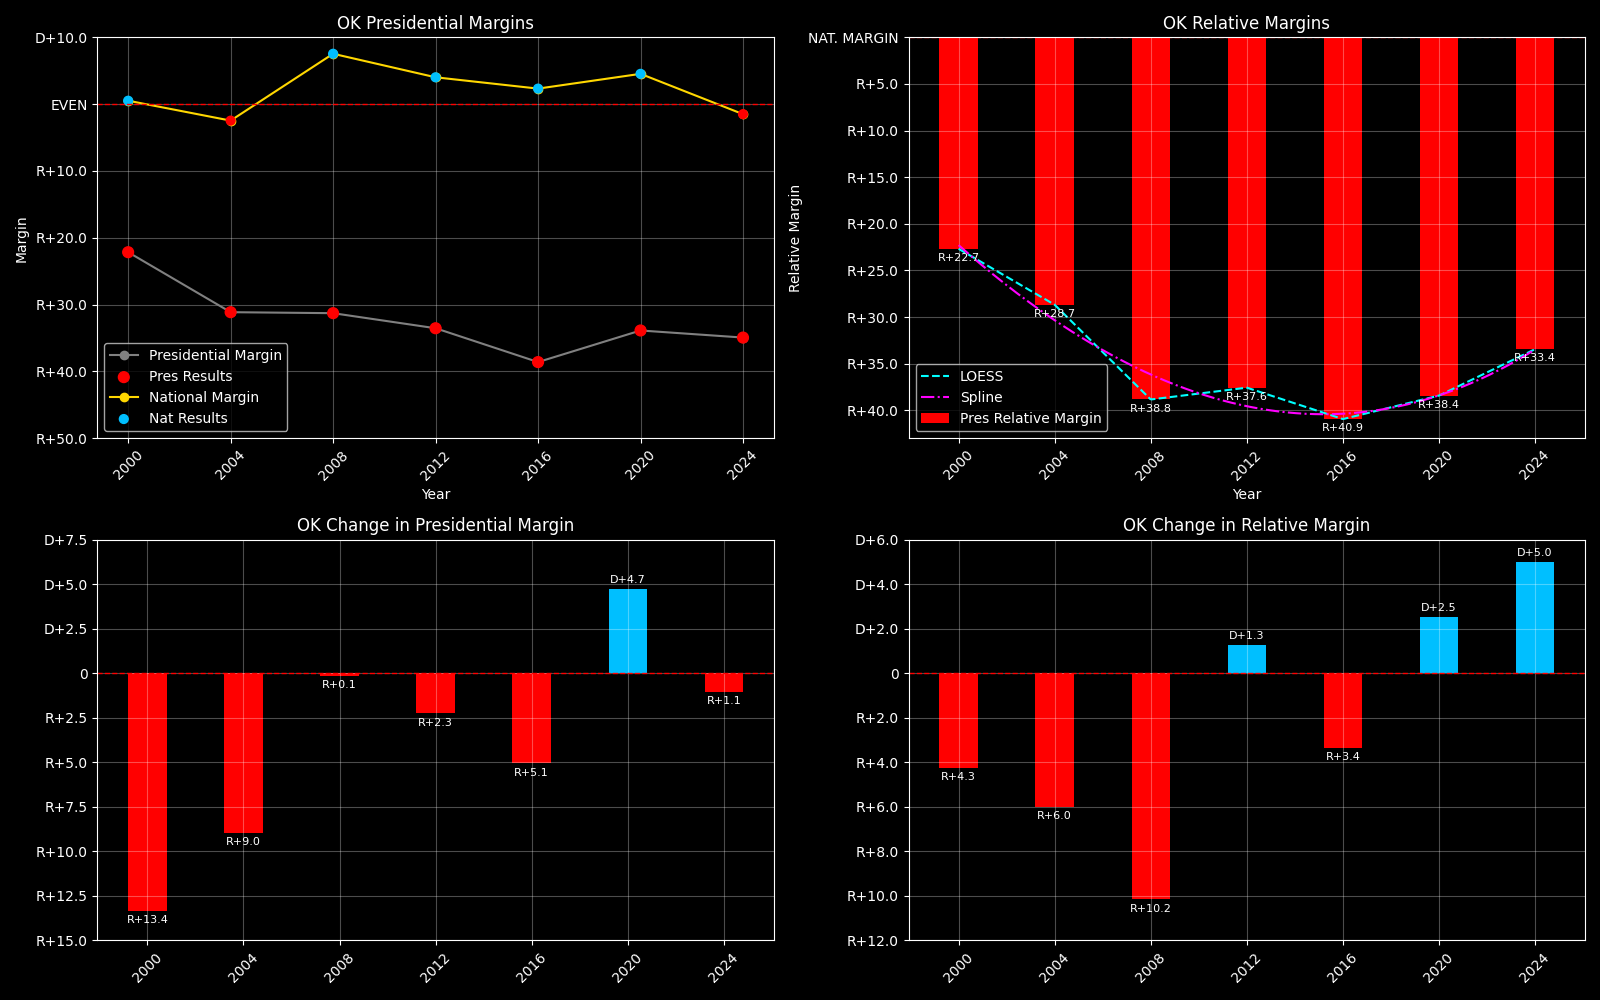 OK Presidential Margins
D+10.0
EVEN
R+10.0
R+20.0
R+30.0
R+40.0
R+50.0
Margin
Presidential Margin
Pres Results
National Margin
Nat Results
2000
2004
2008
2012
2016
2020
2024
Year
OK Relative Margins
NAT. MARGIN
R+5.0
R+10.0
R+15.0
R+20.0
R+25.0
R+30.0
R+35.0
R+40.0
Relative Margin
R+22.7
R+28.7
R+38.8
R+37.6
R+40.9
R+38.4
R+33.4
LOESS
Spline
Pres Relative Margin
2000
2004
2008
2012
2016
2020
2024
Year
OK Change in Presidential Margin
D+7.5
D+5.0
D+2.5
0
R+2.5
R+5.0
R+7.5
R+10.0
R+12.5
R+15.0
R+13.4
R+9.0
R+0.1
R+2.3
R+5.1
D+4.7
R+1.1
2000
2004
2008
2012
2016
2020
2024
OK Change in Relative Margin
D+6.0
D+4.0
D+2.0
0
R+2.0
R+4.0
R+6.0
R+8.0
R+10.0
R+12.0
R+4.3
R+6.0
R+10.2
D+1.3
R+3.4
D+2.5
D+5.0
2000
2004
2008
2012
2016
2020
2024